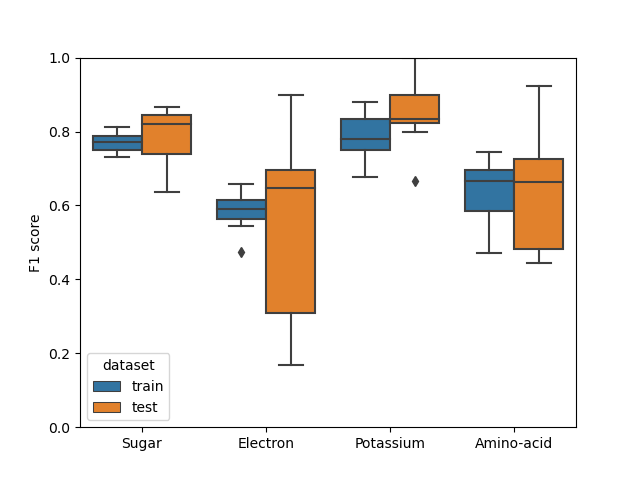 1.0
0.8
0.6
0.4
0.2
0.0
F1 score
dataset
train
test
Sugar
Electron
Potassium
Amino-acid